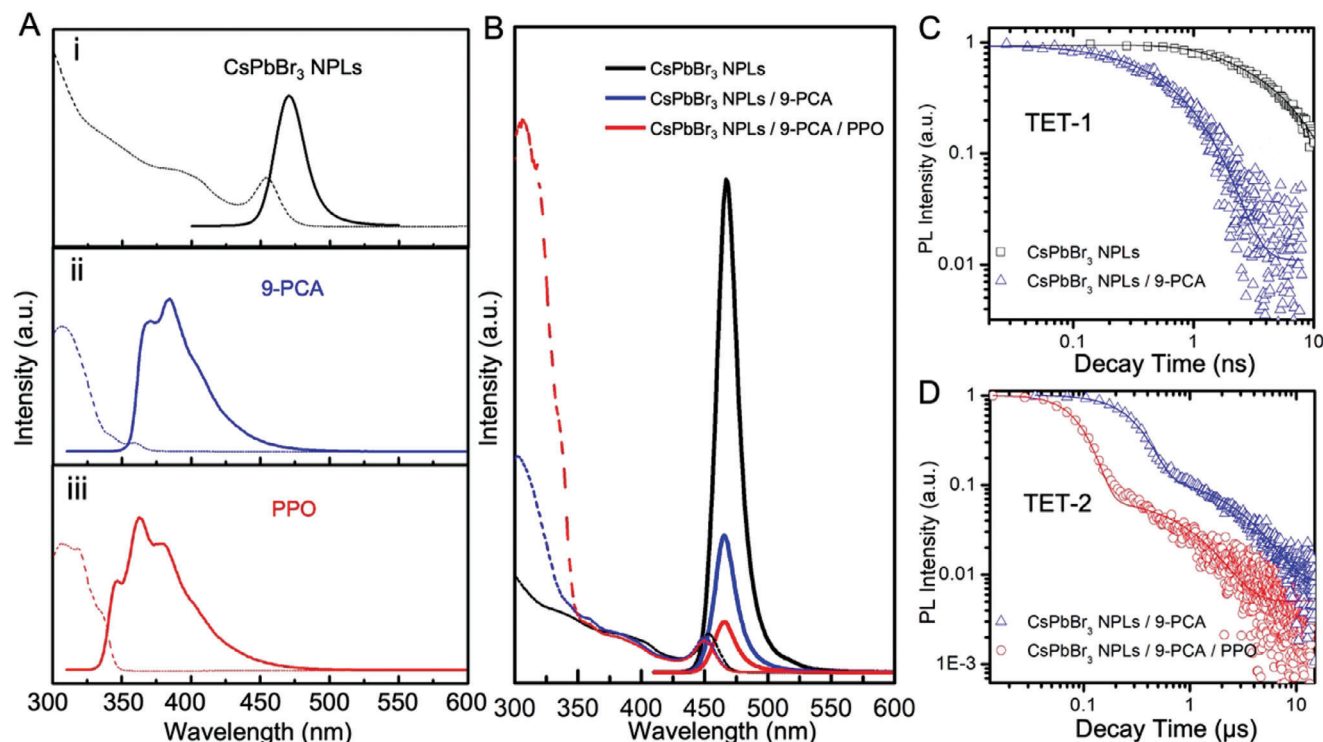 A
i
CsPbBr₃ NPLs
ii
9-PCA
iii
PPO
Intensity (a.u.)
300 350 400 450 500 550 600
Wavelength (nm)
B
CsPbBr₃ NPLs
CsPbBr₃ NPLs / 9-PCA
CsPbBr₃ NPLs / 9-PCA / PPO
Intensity (a.u.)
300 350 400 450 500 550 600
Wavelength (nm)
C
1
0.1
0.01
PL Intensity (a.u.)
TET-1
CsPbBr₃ NPLs
CsPbBr₃ NPLs / 9-PCA
0.1 1 10
Decay Time (ns)
D
1
0.1
0.01
1E-3
PL Intensity (a.u.)
TET-2
CsPbBr₃ NPLs / 9-PCA
CsPbBr₃ NPLs / 9-PCA / PPO
0.1 1 10
Decay Time (µs)